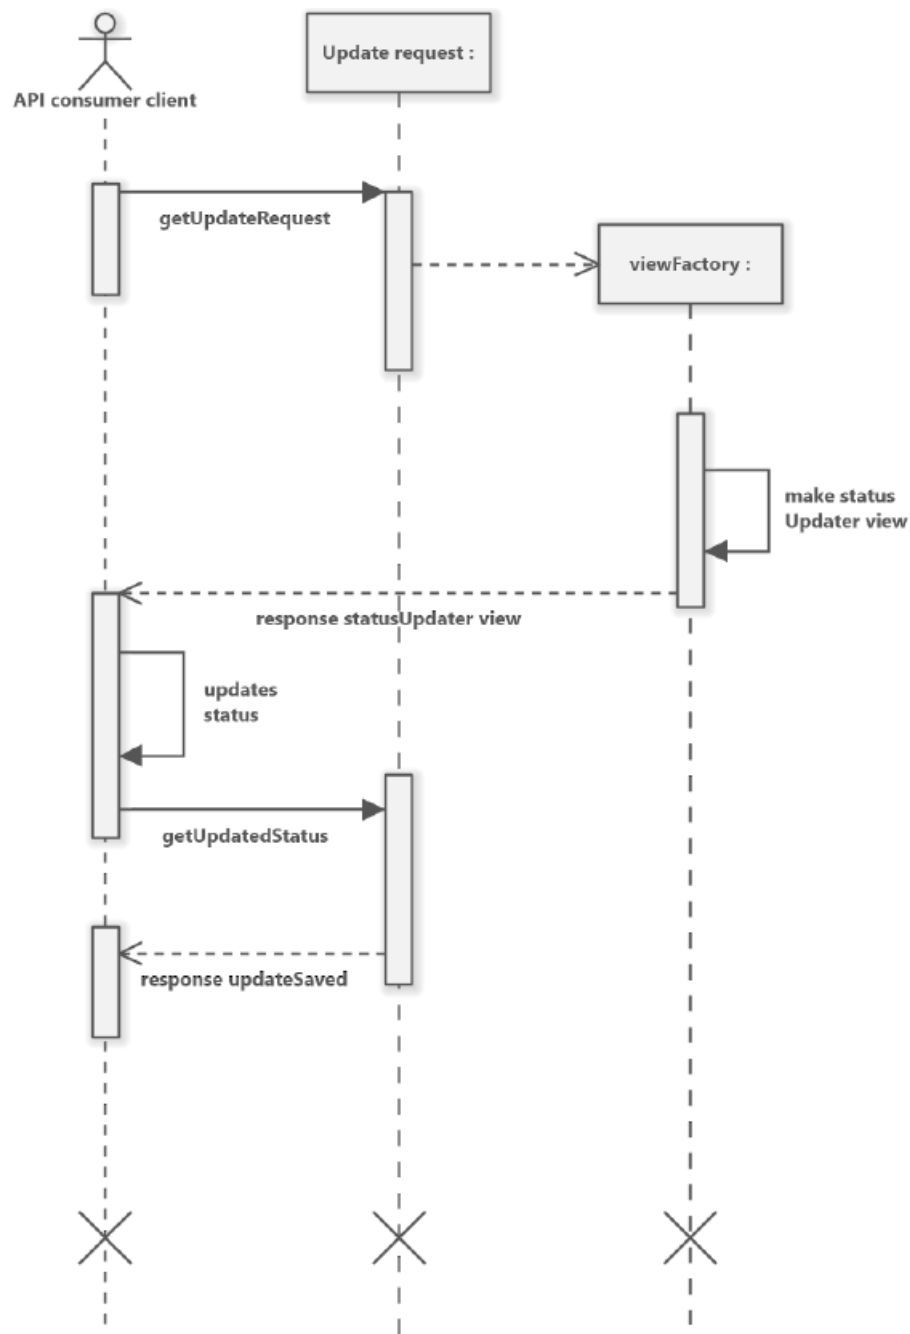 Update request :
API consumer client
getUpdateRequest
viewFactory :
make status
Updater view
response statusUpdater view
updates
status
getUpdatedStatus
response updateSaved